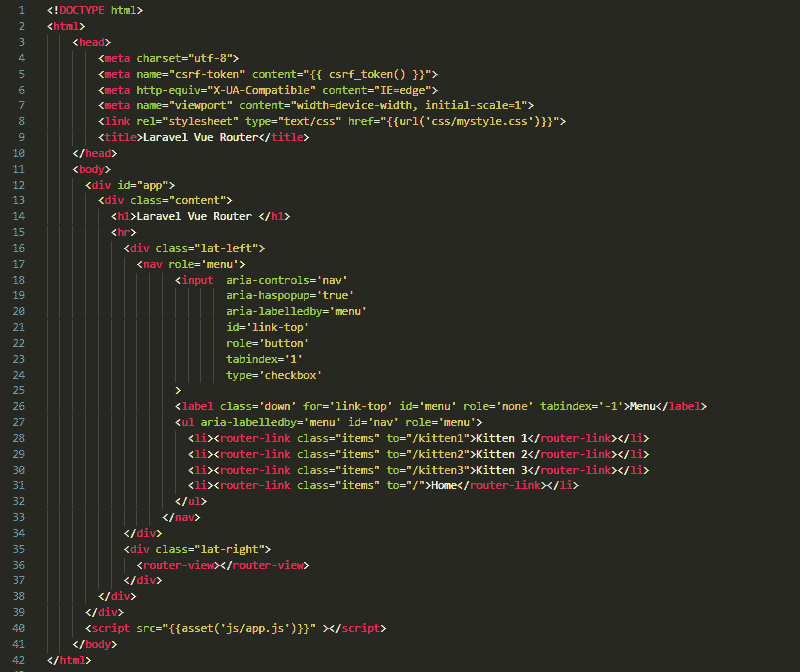 1 <!DOCTYPE html>
2 <html>
3 <head>
4 <meta charset="utf-8">
5 <meta name="csrf-token" content="{{ csrf_token() }}">
6 <meta http-equiv="X-UA-Compatible" content="IE=edge">
7 <meta name="viewport" content="width=device-width, initial-scale=1">
8 <link rel="stylesheet" type="text/css" href="{{url('css/mystyle.css')}}">
9 <title>Laravel Vue Router</title>
10 </head>
11 <body>
12 <div id="app">
13 <div class="content">
14 <h1>Laravel Vue Router </h1>
15 <hr>
16 <div class="lat-left">
17 <nav role='menu'>
18 <input aria-controls='nav'
19 aria-haspopup='true'
20 aria-labelledby='menu'
21 id='link-top'
22 role='button'
23 tabindex='1'
24 type='checkbox'
25 >
26 <label class='down' for='link-top' id='menu' role='none' tabindex='-1'>Menu</label>
27 <ul aria-labelledby='menu' id='nav' role='menu'>
28 <li><router-link class="items" to="/kitten1">Kitten 1</router-link></li>
29 <li><router-link class="items" to="/kitten2">Kitten 2</router-link></li>
30 <li><router-link class="items" to="/kitten3">Kitten 3</router-link></li>
31 <li><router-link class="items" to="/">Home</router-link></li>
32 </ul>
33 </nav>
34 </div>
35 <div class="lat-right">
36 <router-view></router-view>
37 </div>
38 </div>
39 </div>
40 <script src="{{asset('js/app.js')}}" ></script>
41 </body>
42 </html>